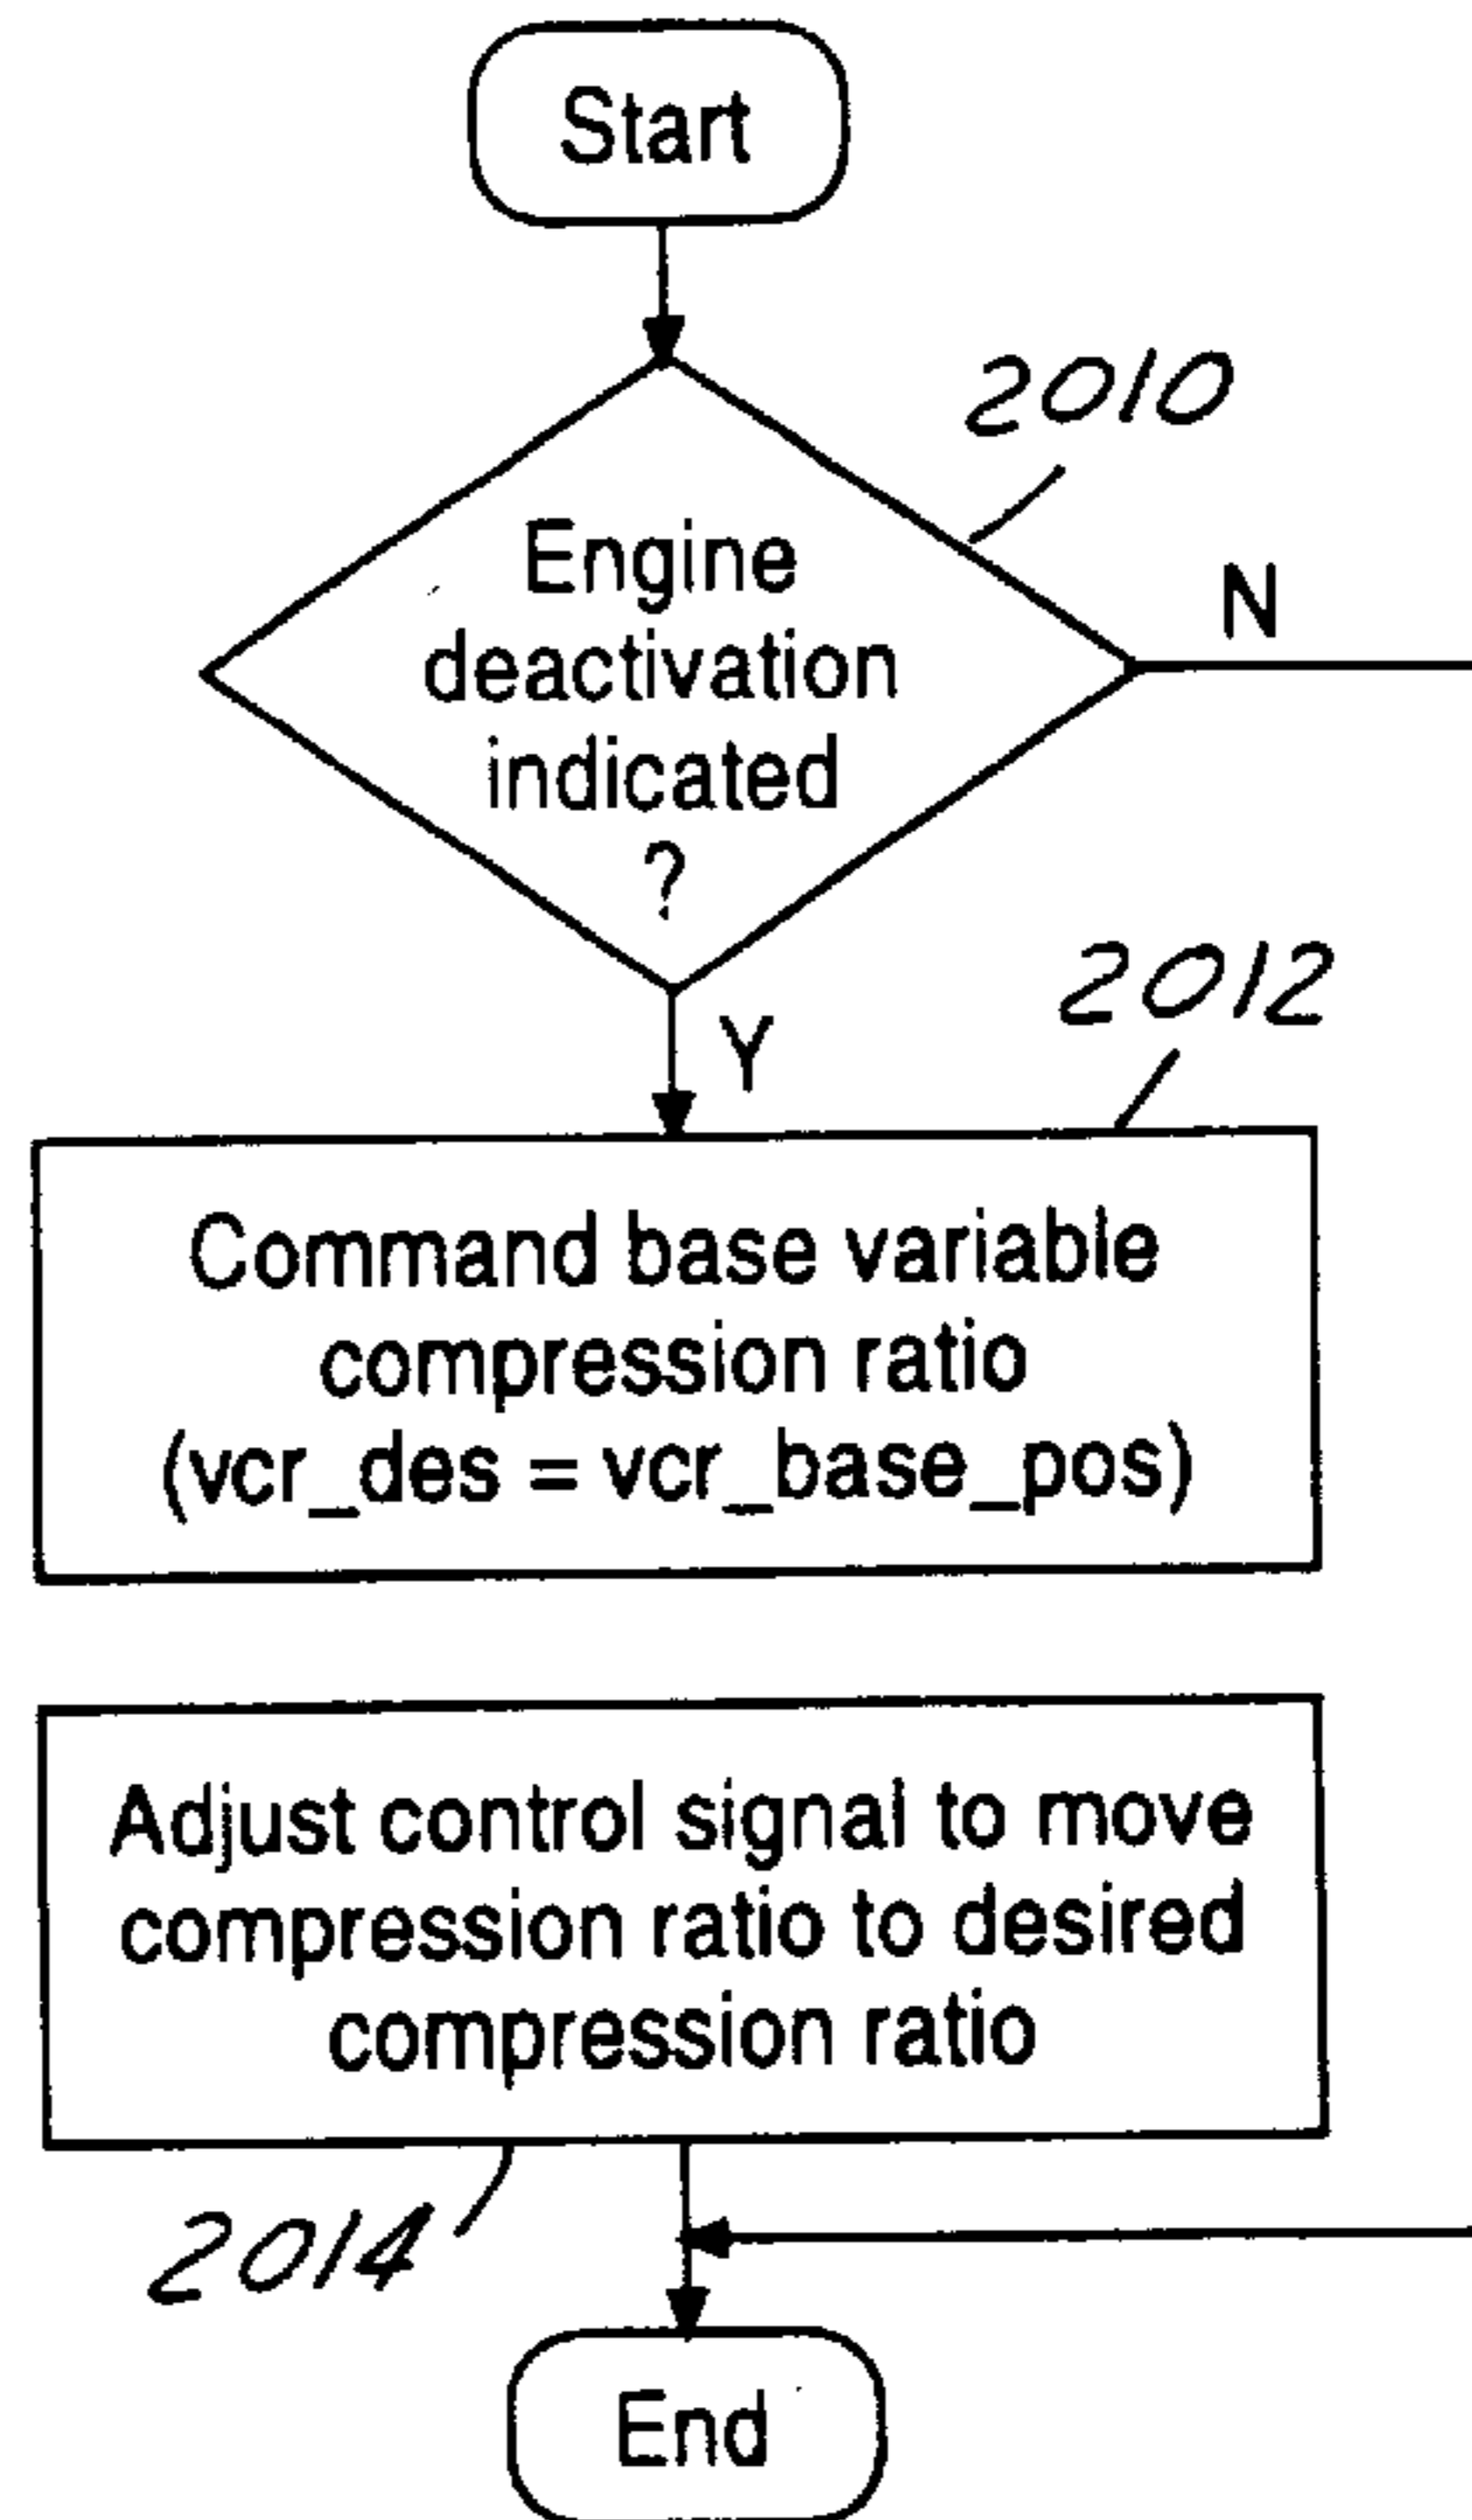 Start
2010
Engine
deactivation
indicated
?
N
2012
Y
Command base variable
compression ratio
(vcr_des = vcr_base_pos)
Adjust control signal to move
compression ratio to desired
compression ratio
2014
End